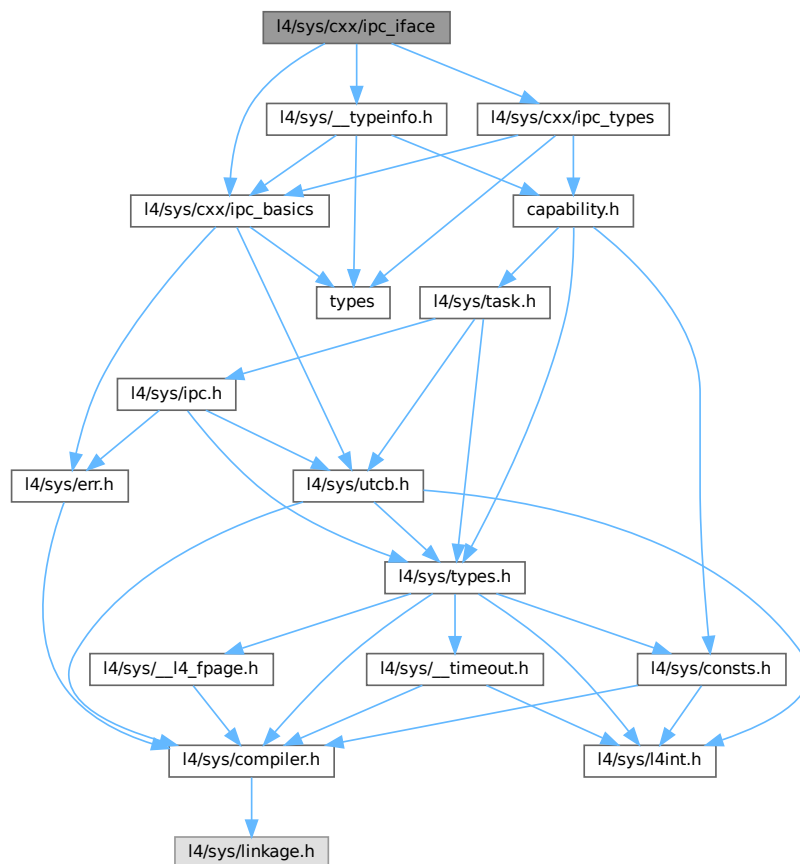 l4/sys/cxx/ipc_iface
l4/sys/__typeinfo.h
l4/sys/cxx/ipc_types
l4/sys/cxx/ipc_basics
capability.h
types
l4/sys/task.h
l4/sys/ipc.h
l4/sys/err.h
l4/sys/utcb.h
l4/sys/types.h
l4/sys/__l4_fpage.h
l4/sys/__timeout.h
l4/sys/consts.h
l4/sys/compiler.h
l4/sys/l4int.h
l4/sys/linkage.h